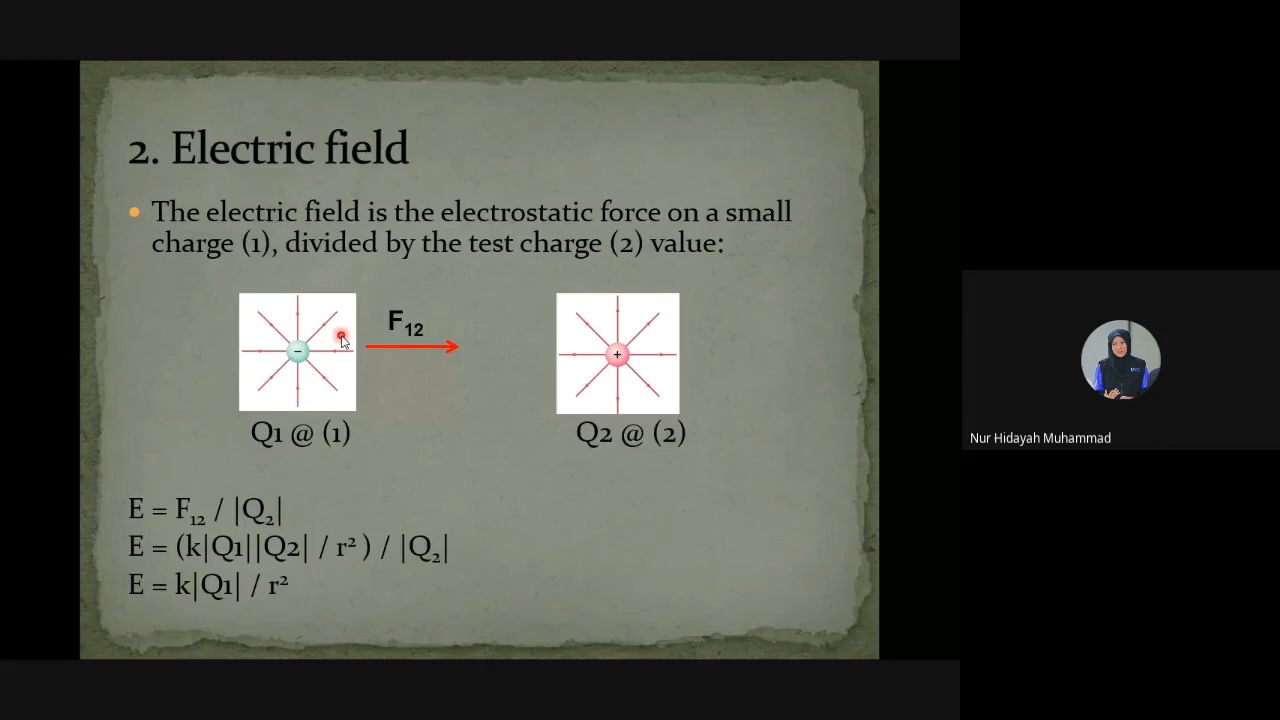 2. Electric field
The electric field is the electrostatic force on a small
charge (1), divided by the test charge (2) value:
F₁₂
−
+
Q1 @ (1)
Q2 @ (2)
E = F₁₂ / |Q₂|
E = (k|Q1||Q2| / r² ) / |Q₂|
E = k|Q1| / r²
Nur Hidayah Muhammad